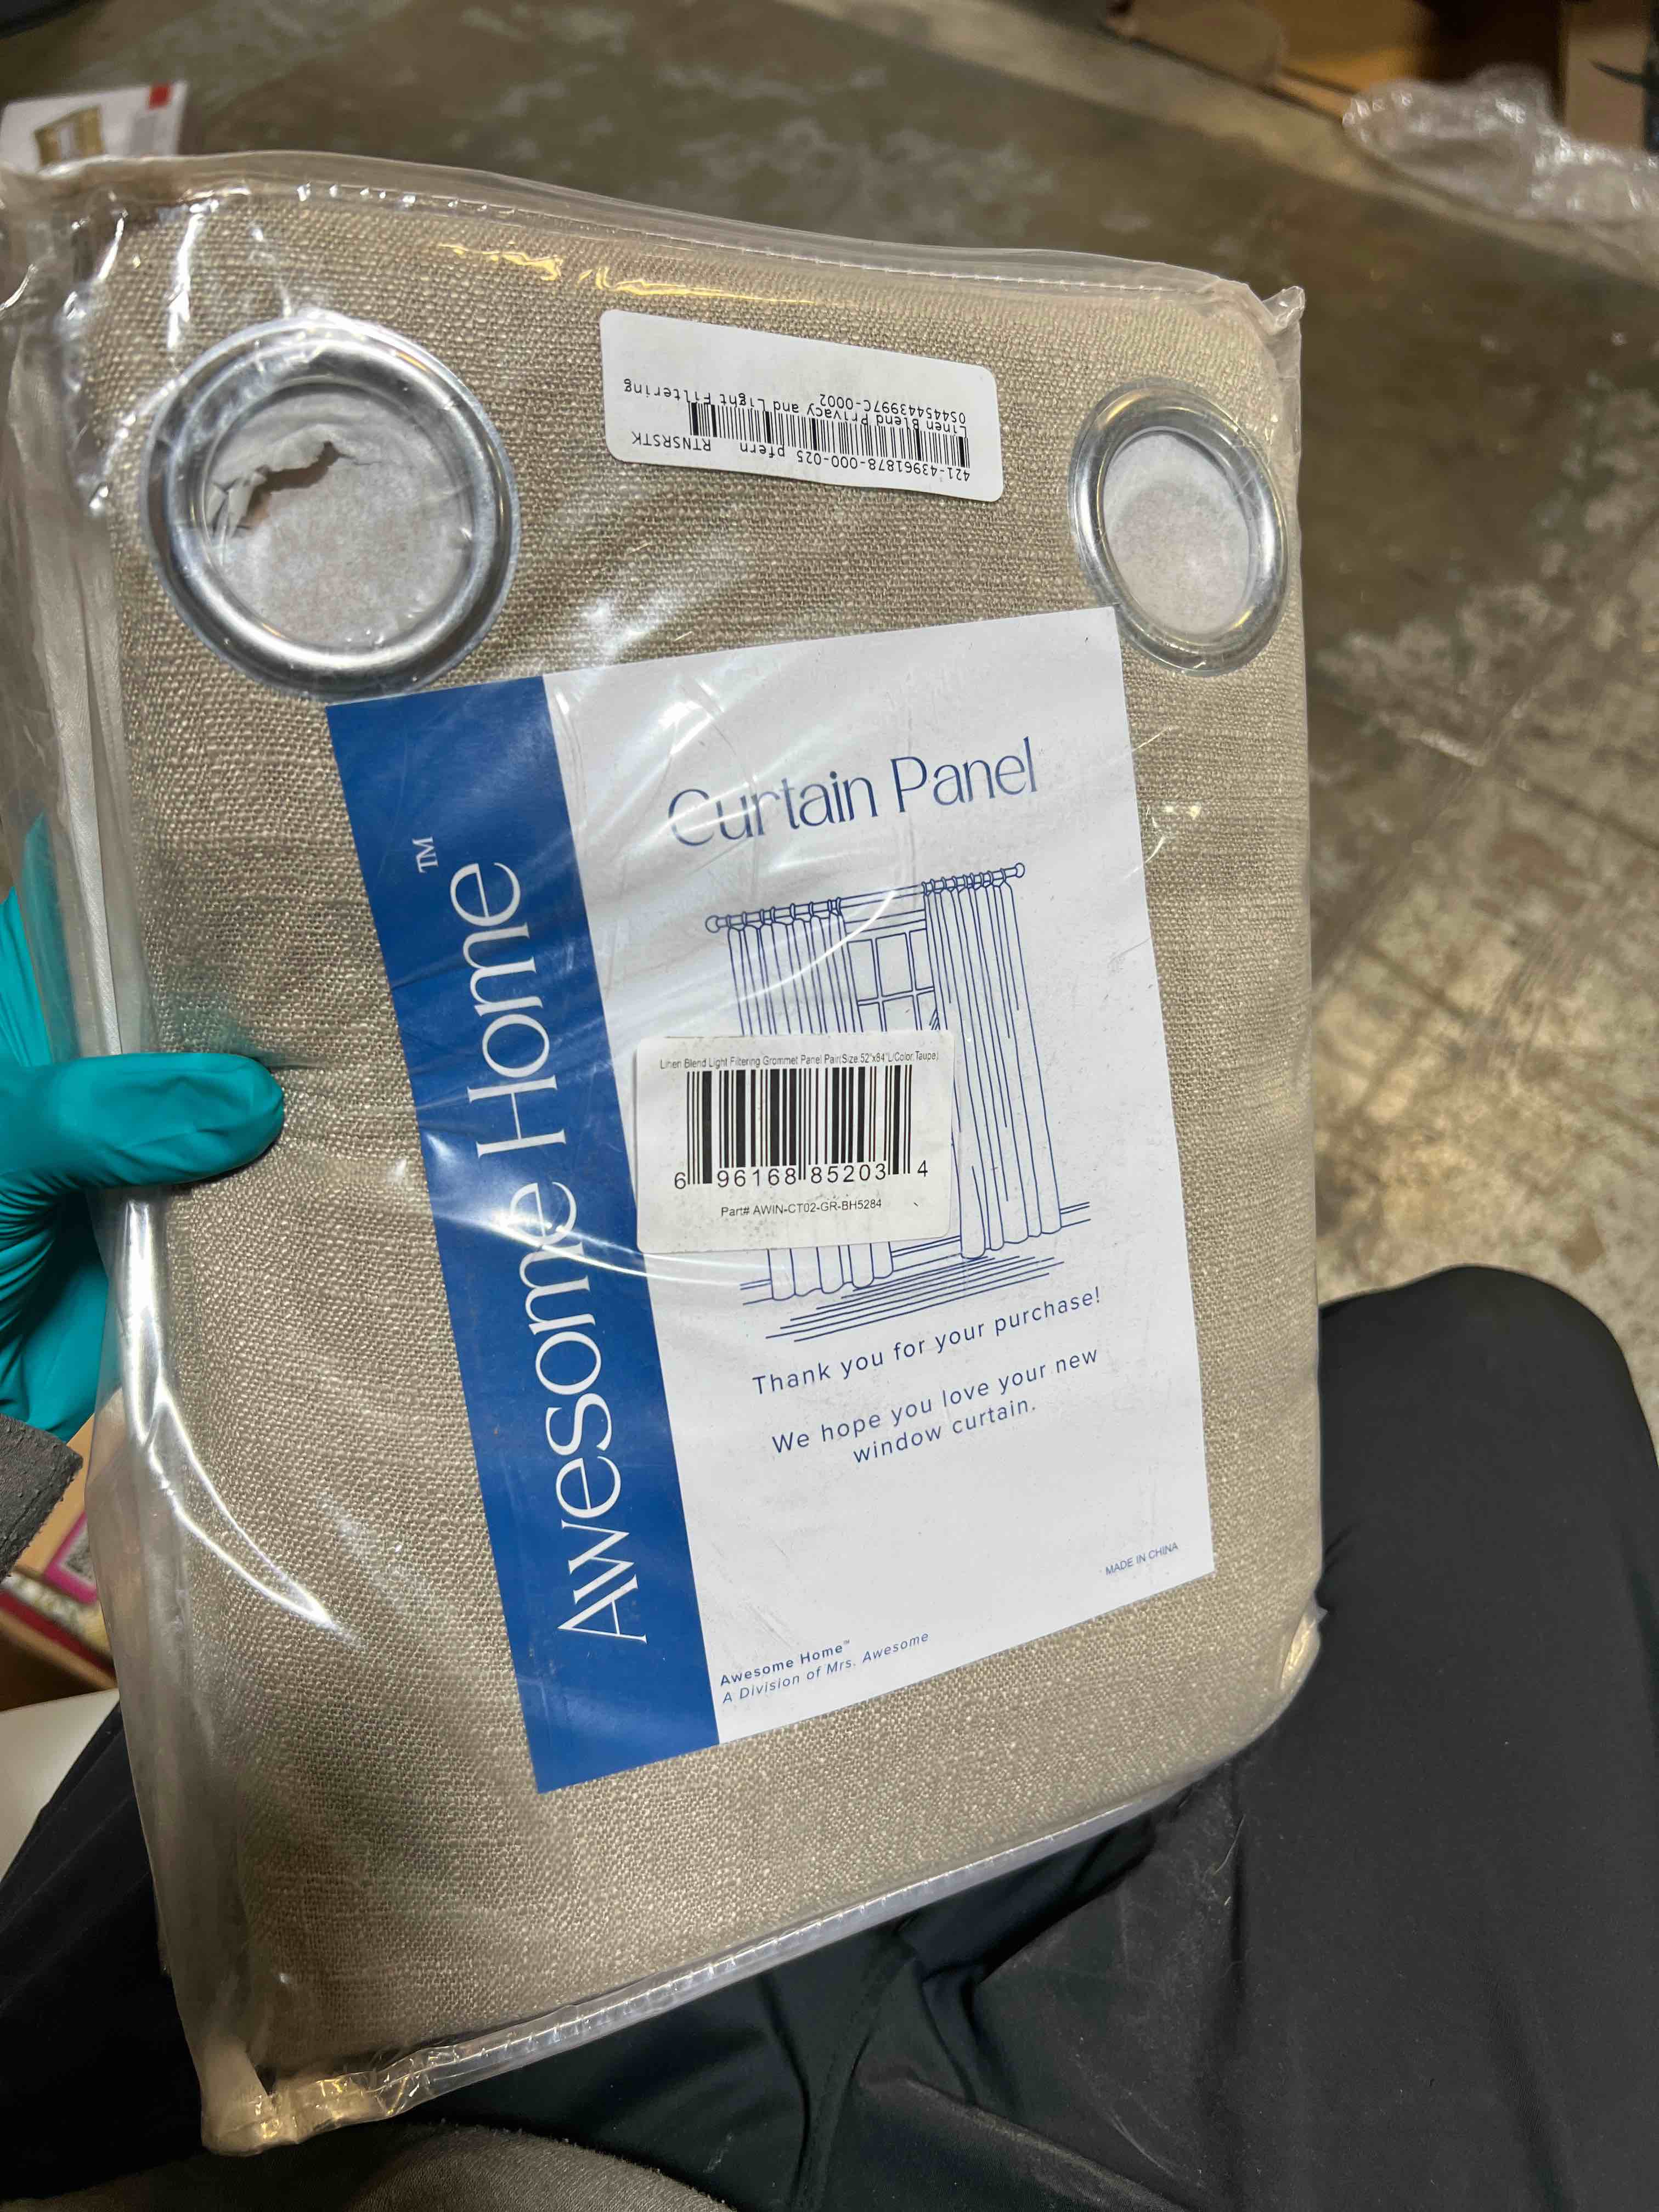 421-43961878-000-025 pfern RTNSRSTK
Linen Blend Privacy and Light Filtering
0S4454443997C-0002
Curtain Panel
Awesome Home™
Linen Blend Light Filtering Grommet Panel Pair(Size:52"x84"L/Color:Taupe)
6 96168 85203 4
Part# AWIN-CT02-GR-BH5284
Thank you for your purchase!
We hope you love your new
window curtain.
MADE IN CHINA
Awesome Home™
A Division of Mrs. Awesome